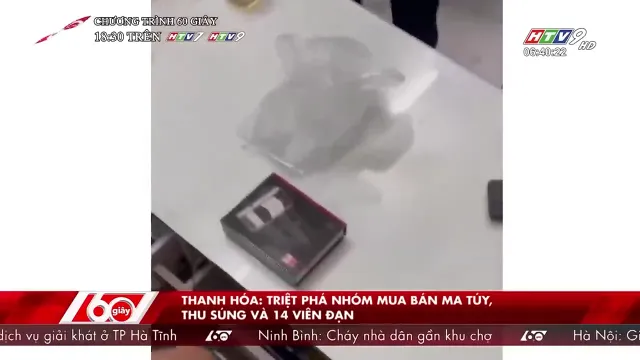 CHƯƠNG TRÌNH 60 GIÂY
18:30 TRÊN HTV7 HTV9
HTV9 HD
06:40:22
60 giây
THANH HÓA: TRIỆT PHÁ NHÓM MUA BÁN MA TÚY,
THU SÚNG VÀ 14 VIÊN ĐẠN
dịch vụ giải khát ở TP Hà Tĩnh
Ninh Bình: Cháy nhà dân gần khu chợ
Hà Nội: Gi